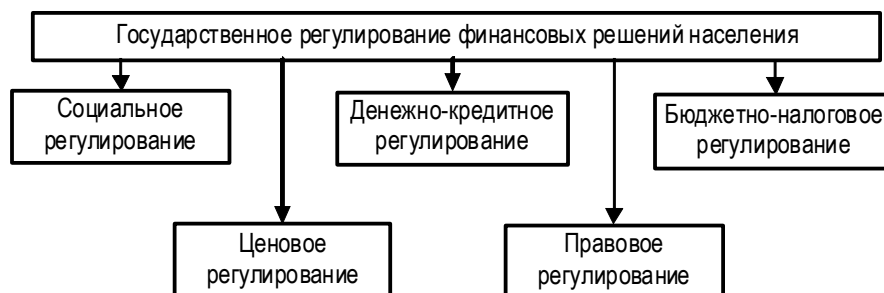 Государственное регулирование финансовых решений населения
Социальное
регулирование
Денежно-кредитное
регулирование
Бюджетно-налоговое
регулирование
Ценовое
регулирование
Правовое
регулирование